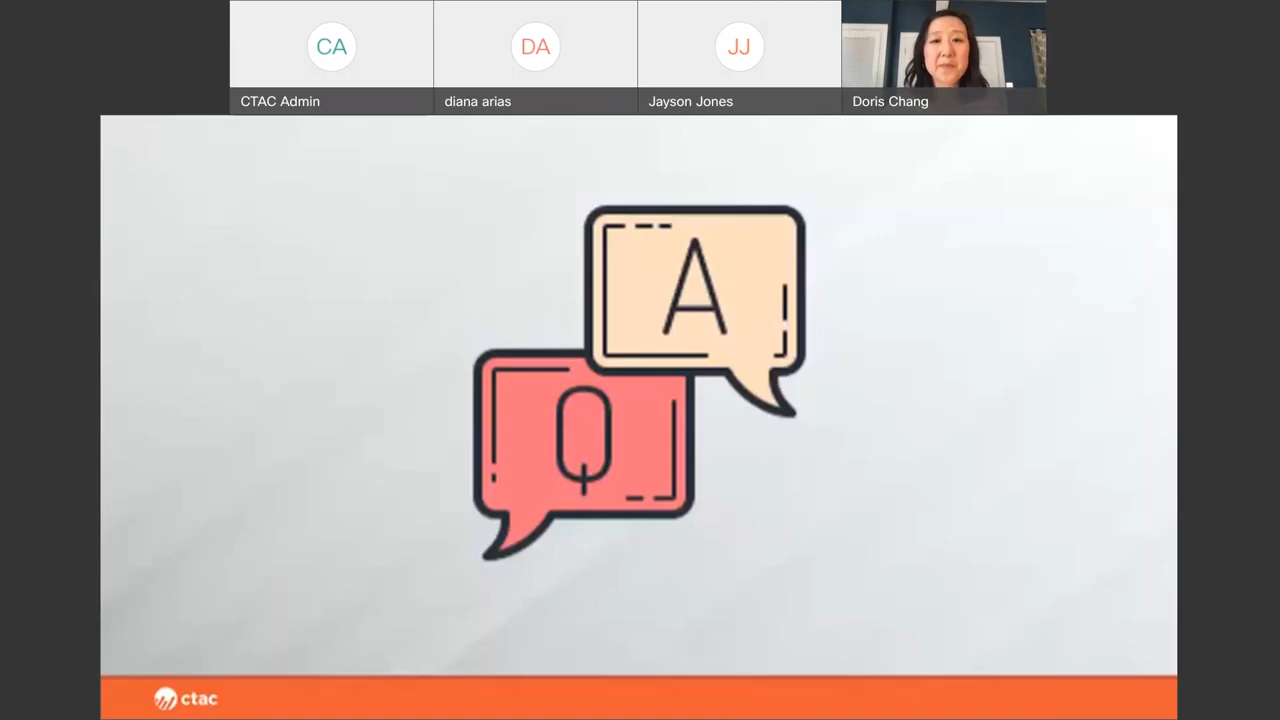 CA
DA
JJ
CTAC Admin
diana arias
Jayson Jones
Doris Chang
A
Q
ctac